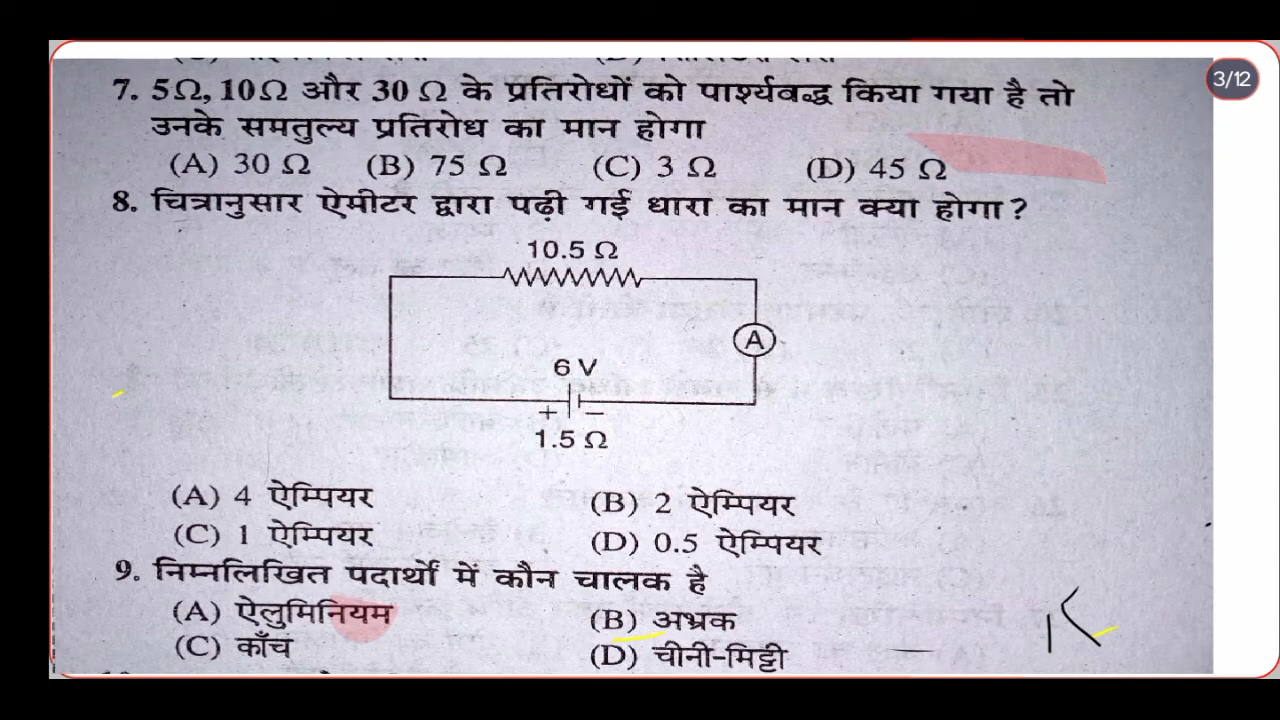 3/12
7. 5Ω, 10Ω और 30 Ω के प्रतिरोधों को पार्श्यवद्ध किया गया है तो
उनके समतुल्य प्रतिरोध का मान होगा
(A) 30 Ω (B) 75 Ω (C) 3 Ω (D) 45 Ω
8. चित्रानुसार ऐमीटर द्वारा पढ़ी गई धारा का मान क्या होगा?
10.5 Ω
A
6 V
+ −
1.5 Ω
(A) 4 ऐम्पियर (B) 2 ऐम्पियर
(C) 1 ऐम्पियर (D) 0.5 ऐम्पियर
9. निम्नलिखित पदार्थों में कौन चालक है
(A) ऐलुमिनियम (B) अभ्रक
(C) काँच (D) चीनी-मिट्टी